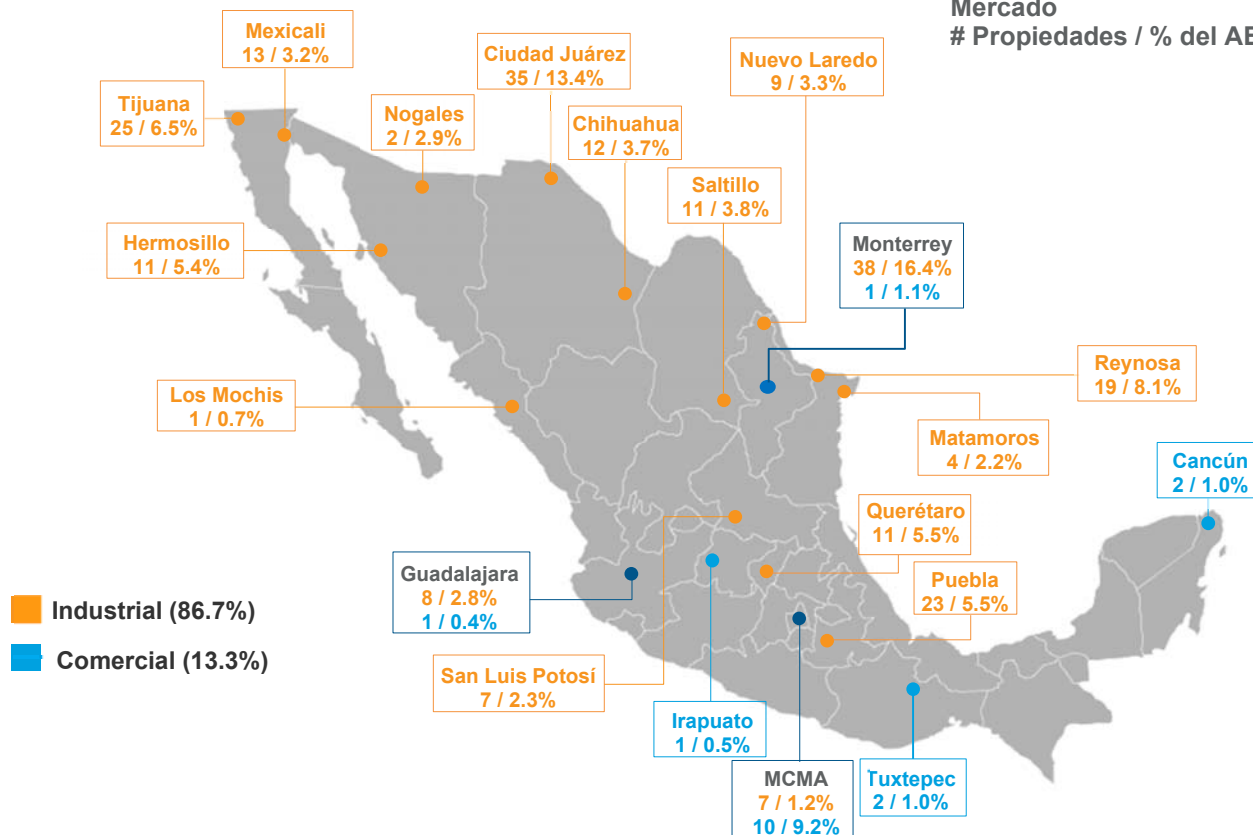 Mercado
# Propiedades / % del AB
Mexicali
13 / 3.2%
Ciudad Juárez
35 / 13.4%
Nuevo Laredo
9 / 3.3%
Tijuana
25 / 6.5%
Nogales
2 / 2.9%
Chihuahua
12 / 3.7%
Saltillo
11 / 3.8%
Hermosillo
11 / 5.4%
Monterrey
38 / 16.4%
1 / 1.1%
Reynosa
19 / 8.1%
Los Mochis
1 / 0.7%
Matamoros
4 / 2.2%
Cancún
2 / 1.0%
Querétaro
11 / 5.5%
Guadalajara
8 / 2.8%
1 / 0.4%
Puebla
23 / 5.5%
Industrial (86.7%)
Comercial (13.3%)
San Luis Potosí
7 / 2.3%
Irapuato
1 / 0.5%
MCMA
7 / 1.2%
10 / 9.2%
Tuxtepec
2 / 1.0%